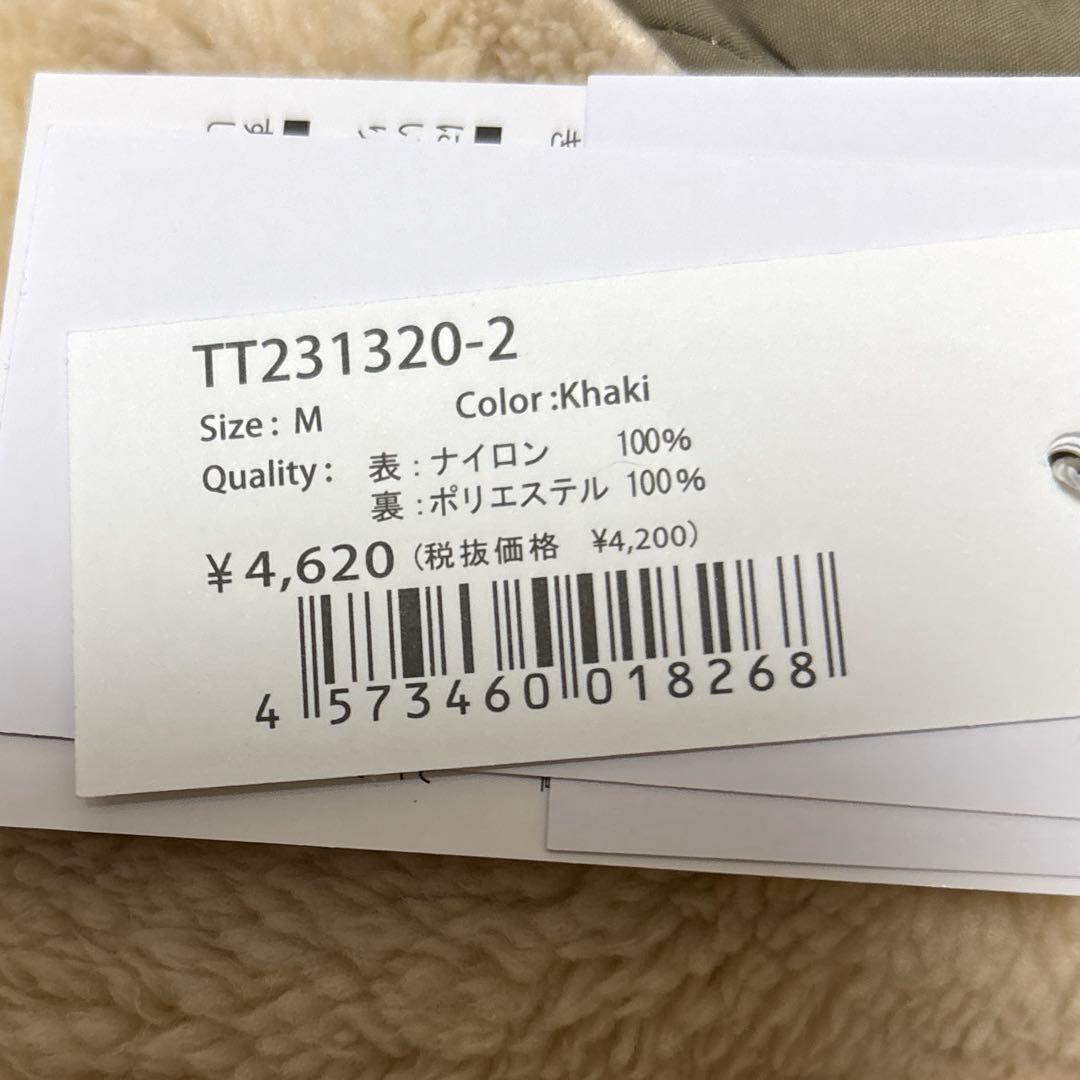 TT231320-2
Size: M Color:Khaki
Quality: 表:ナイロン 100%
裏:ポリエステル 100%
¥4,620(税抜価格 ¥4,200)
4 573460 018268